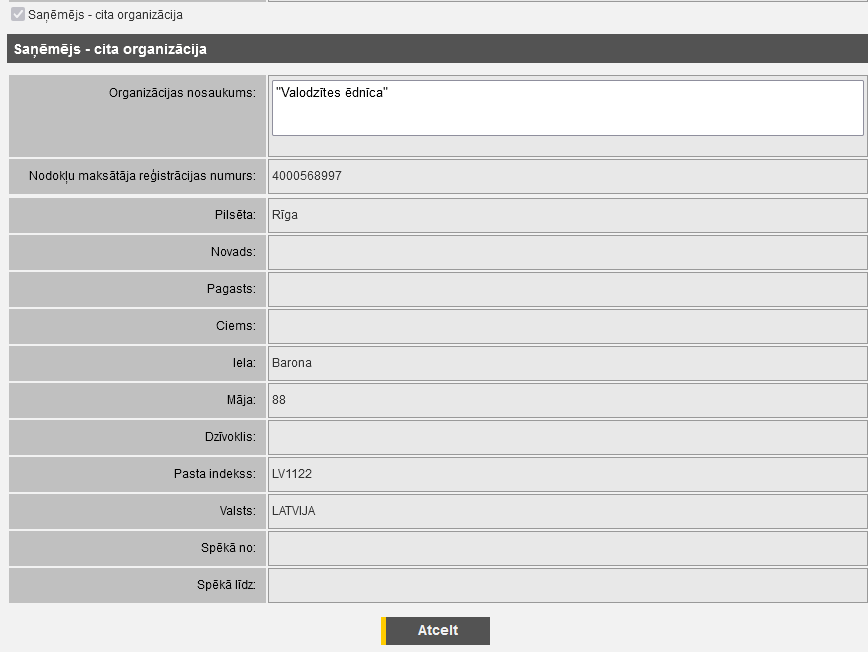 Saņēmējs - cita organizācija
Saņēmējs - cita organizācija
Organizācijas nosaukums: "Valodzītes ēdnīca"
Nodokļu maksātāja reģistrācijas numurs: 4000568997
Pilsēta: Rīga
Novads:
Pagasts:
Ciems:
Iela: Barona
Māja: 88
Dzīvoklis:
Pasta indekss: LV1122
Valsts: LATVIJA
Spēkā no:
Spēkā līdz:
Atcelt